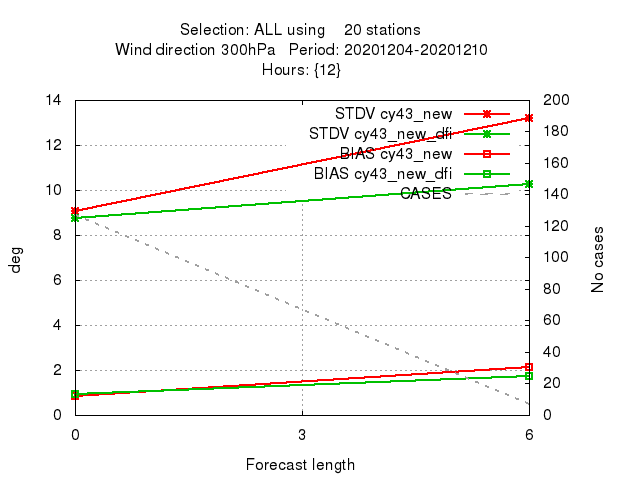 Selection: ALL using 20 stations
Wind direction 300hPa Period: 20201204-20201210
Hours: {12}
STDV cy43_new
STDV cy43_new_dfi
BIAS cy43_new
BIAS cy43_new_dfi
CASES
14
12
10
8
6
4
2
0
deg
200
180
160
140
120
100
80
60
40
20
0
No cases
0 3 6
Forecast length